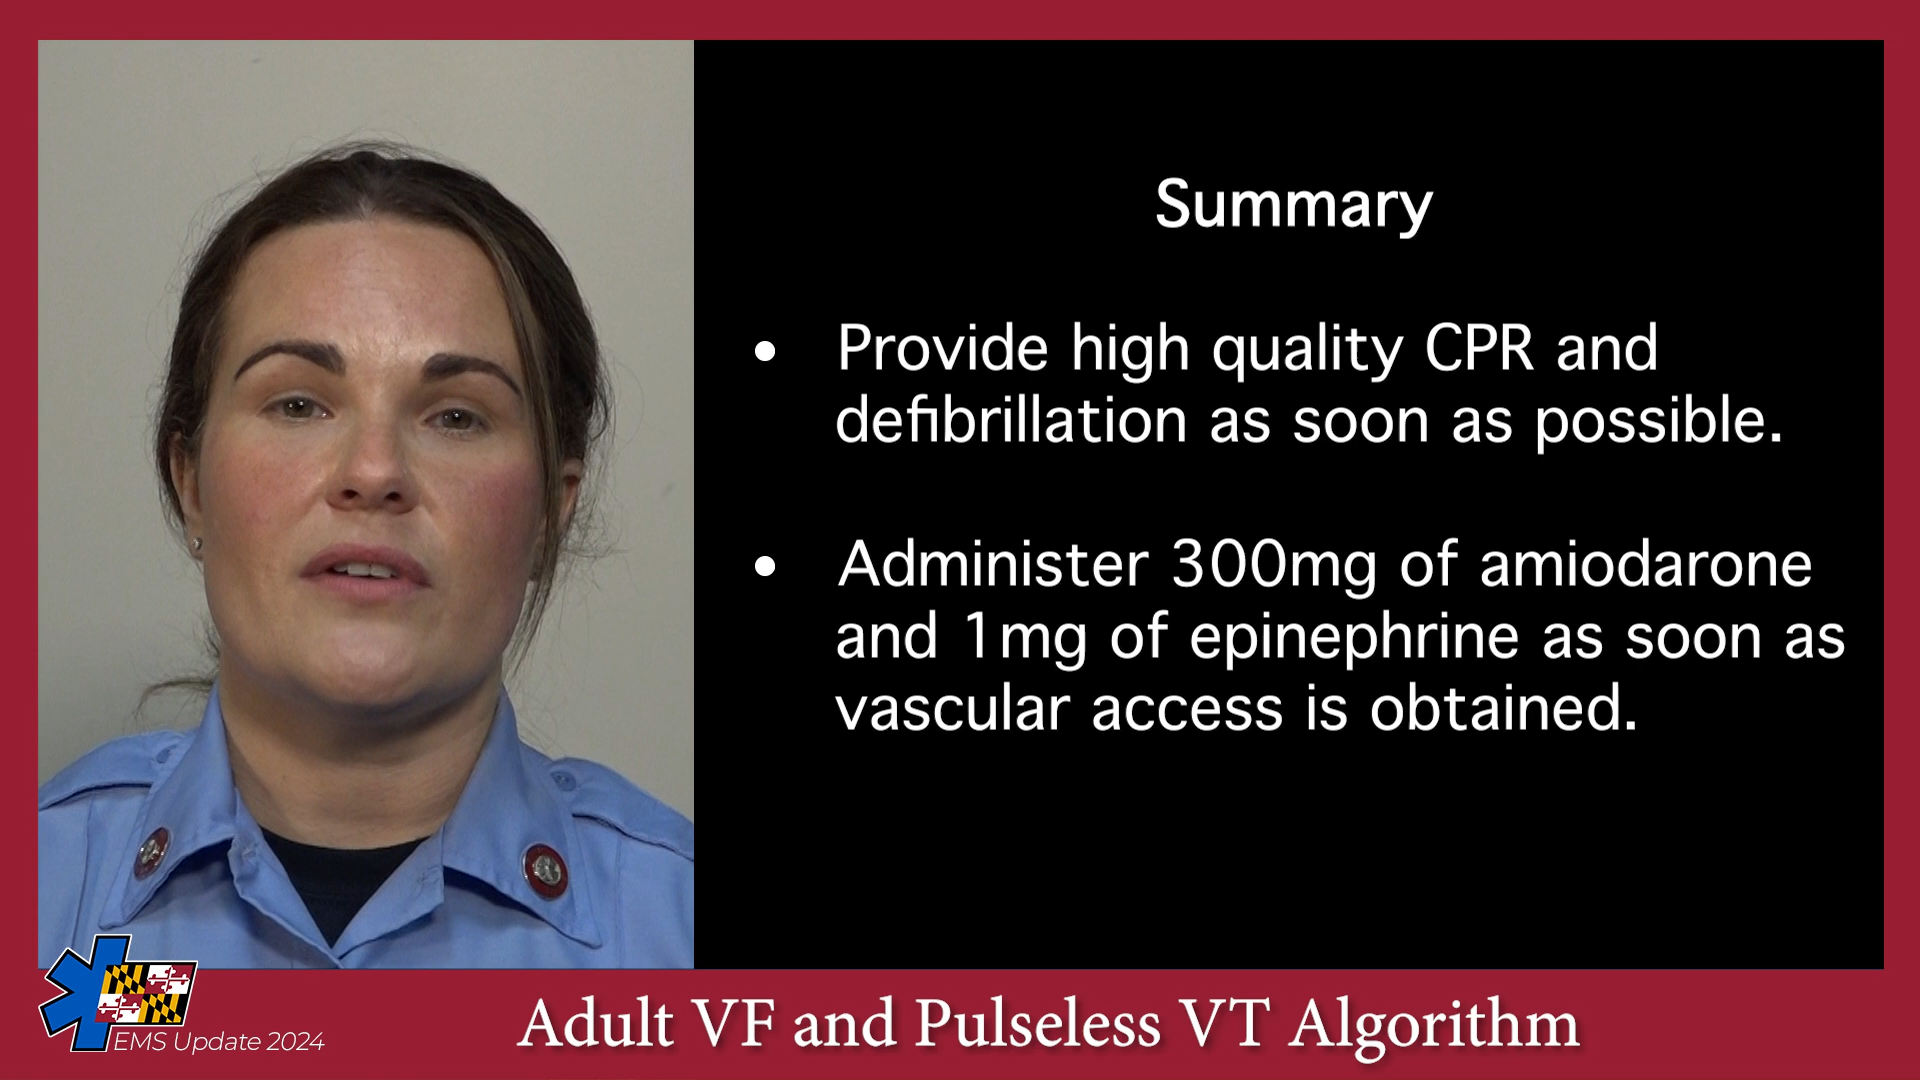 Summary
• Provide high quality CPR and
defibrillation as soon as possible.
• Administer 300mg of amiodarone
and 1mg of epinephrine as soon as
vascular access is obtained.
EMS Update 2024
Adult VF and Pulseless VT Algorithm